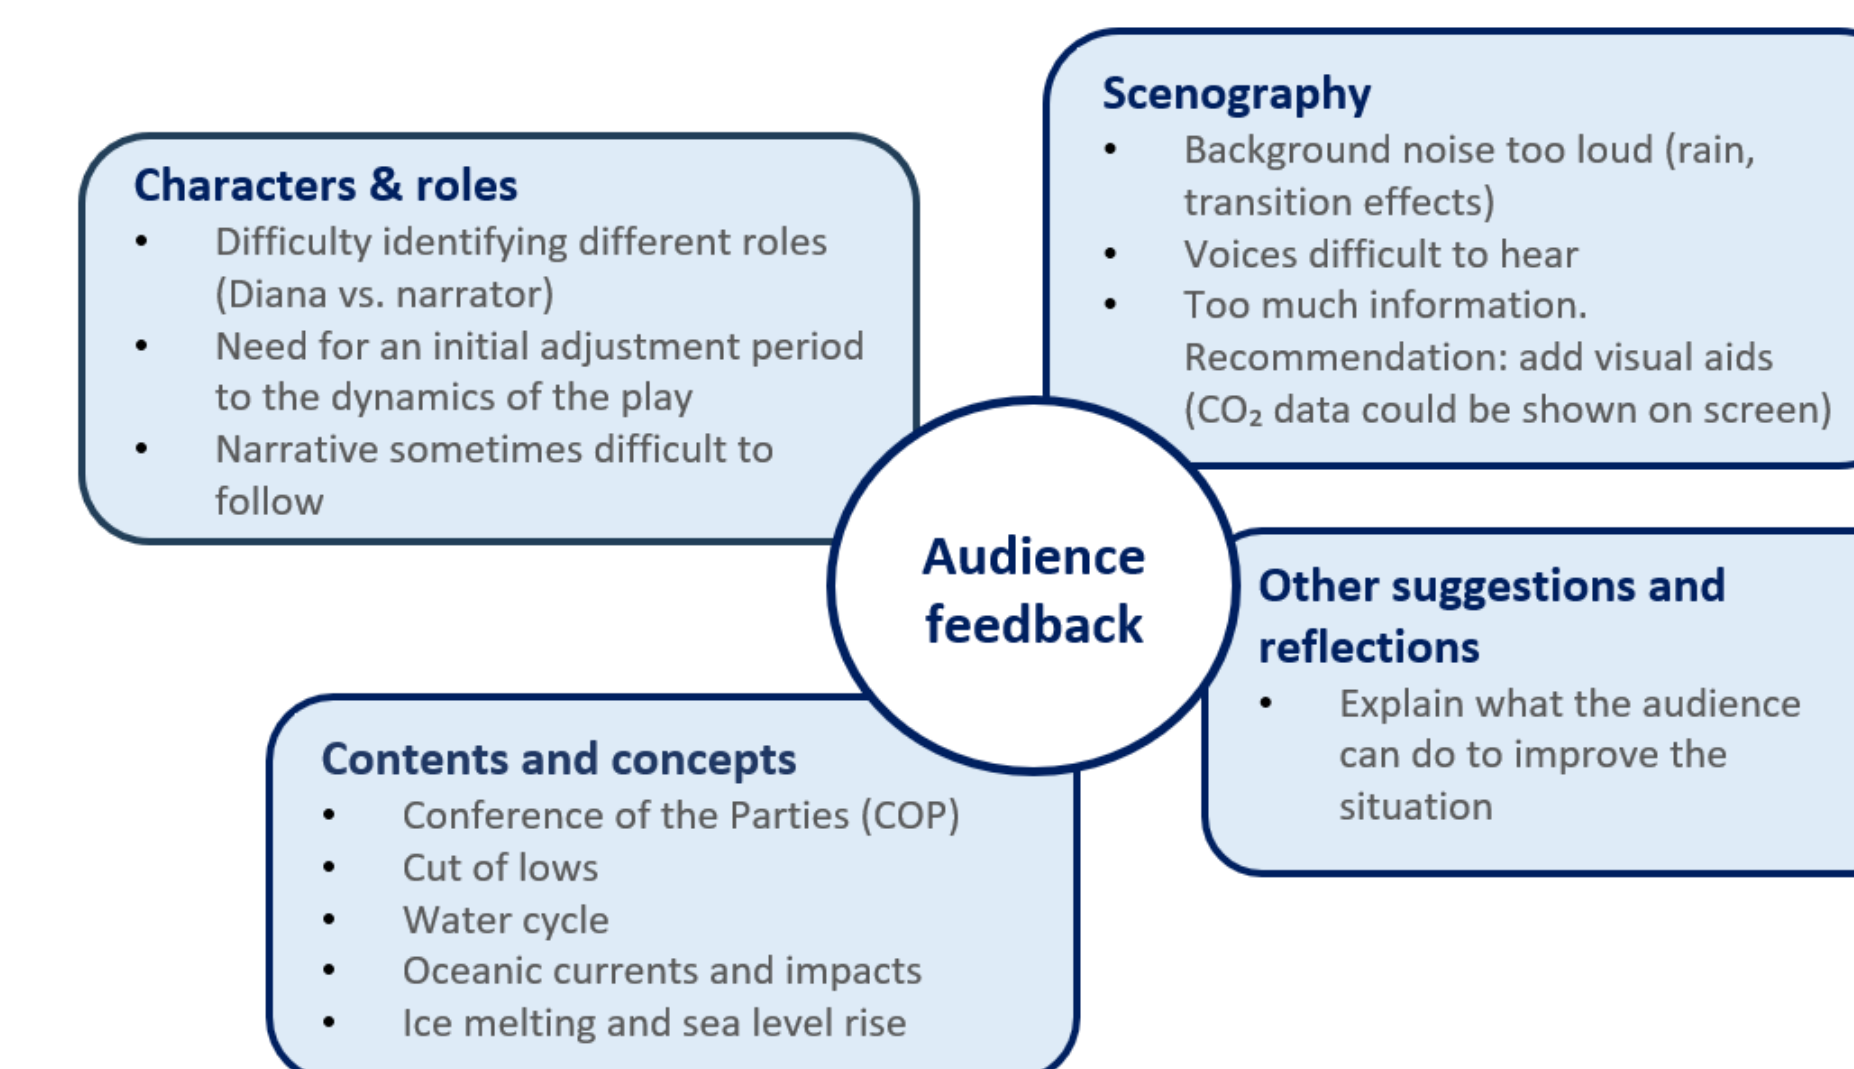 Scenography
• Background noise too loud (rain,
transition effects)
• Voices difficult to hear
• Too much information.
Recommendation: add visual aids
(CO₂ data could be shown on screen)
Characters & roles
• Difficulty identifying different roles
(Diana vs. narrator)
• Need for an initial adjustment period
to the dynamics of the play
• Narrative sometimes difficult to
follow
Audience
feedback
Other suggestions and
reflections
• Explain what the audience
can do to improve the
situation
Contents and concepts
• Conference of the Parties (COP)
• Cut of lows
• Water cycle
• Oceanic currents and impacts
• Ice melting and sea level rise